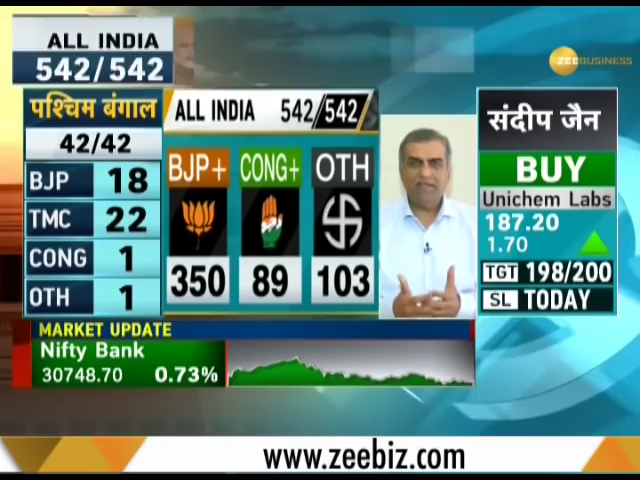 ALL INDIA
542/542
ZEEBUSINESS
पश्चिम बंगाल
42/42
BJP 18
TMC 22
CONG 1
OTH 1
ALL INDIA 542/542
BJP+ CONG+ OTH
350 89 103
संदीप जैन
BUY
Unichem Labs
187.20
1.70
TGT 198/200
SL TODAY
MARKET UPDATE
Nifty Bank
30748.70 0.73%
www.zeebiz.com